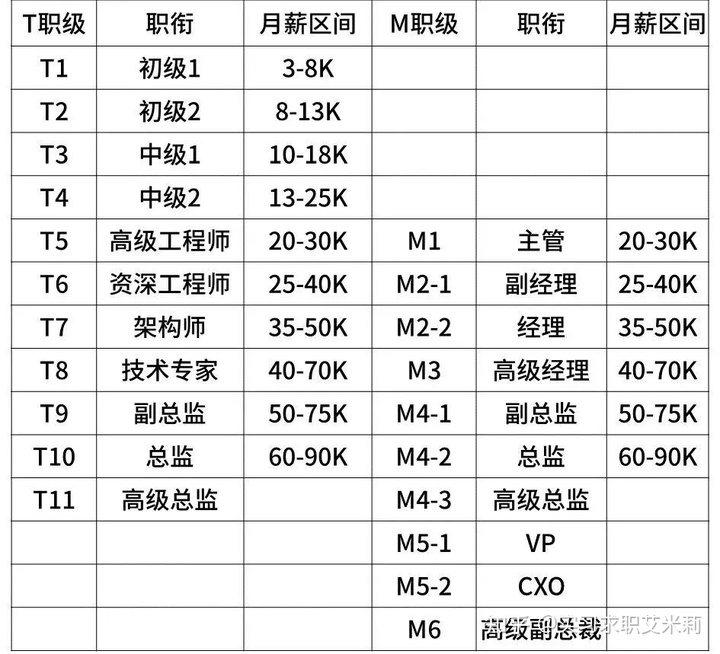 T职级 职衔 月薪区间 M职级 职衔 月薪区间
T1 初级1 3-8K
T2 初级2 8-13K
T3 中级1 10-18K
T4 中级2 13-25K
T5 高级工程师 20-30K M1 主管 20-30K
T6 资深工程师 25-40K M2-1 副经理 25-40K
T7 架构师 35-50K M2-2 经理 35-50K
T8 技术专家 40-70K M3 高级经理 40-70K
T9 副总监 50-75K M4-1 副总监 50-75K
T10 总监 60-90K M4-2 总监 60-90K
T11 高级总监 M4-3 高级总监
M5-1 VP
M5-2 CXO
M6 高级副总裁
知乎 求职艾米莉